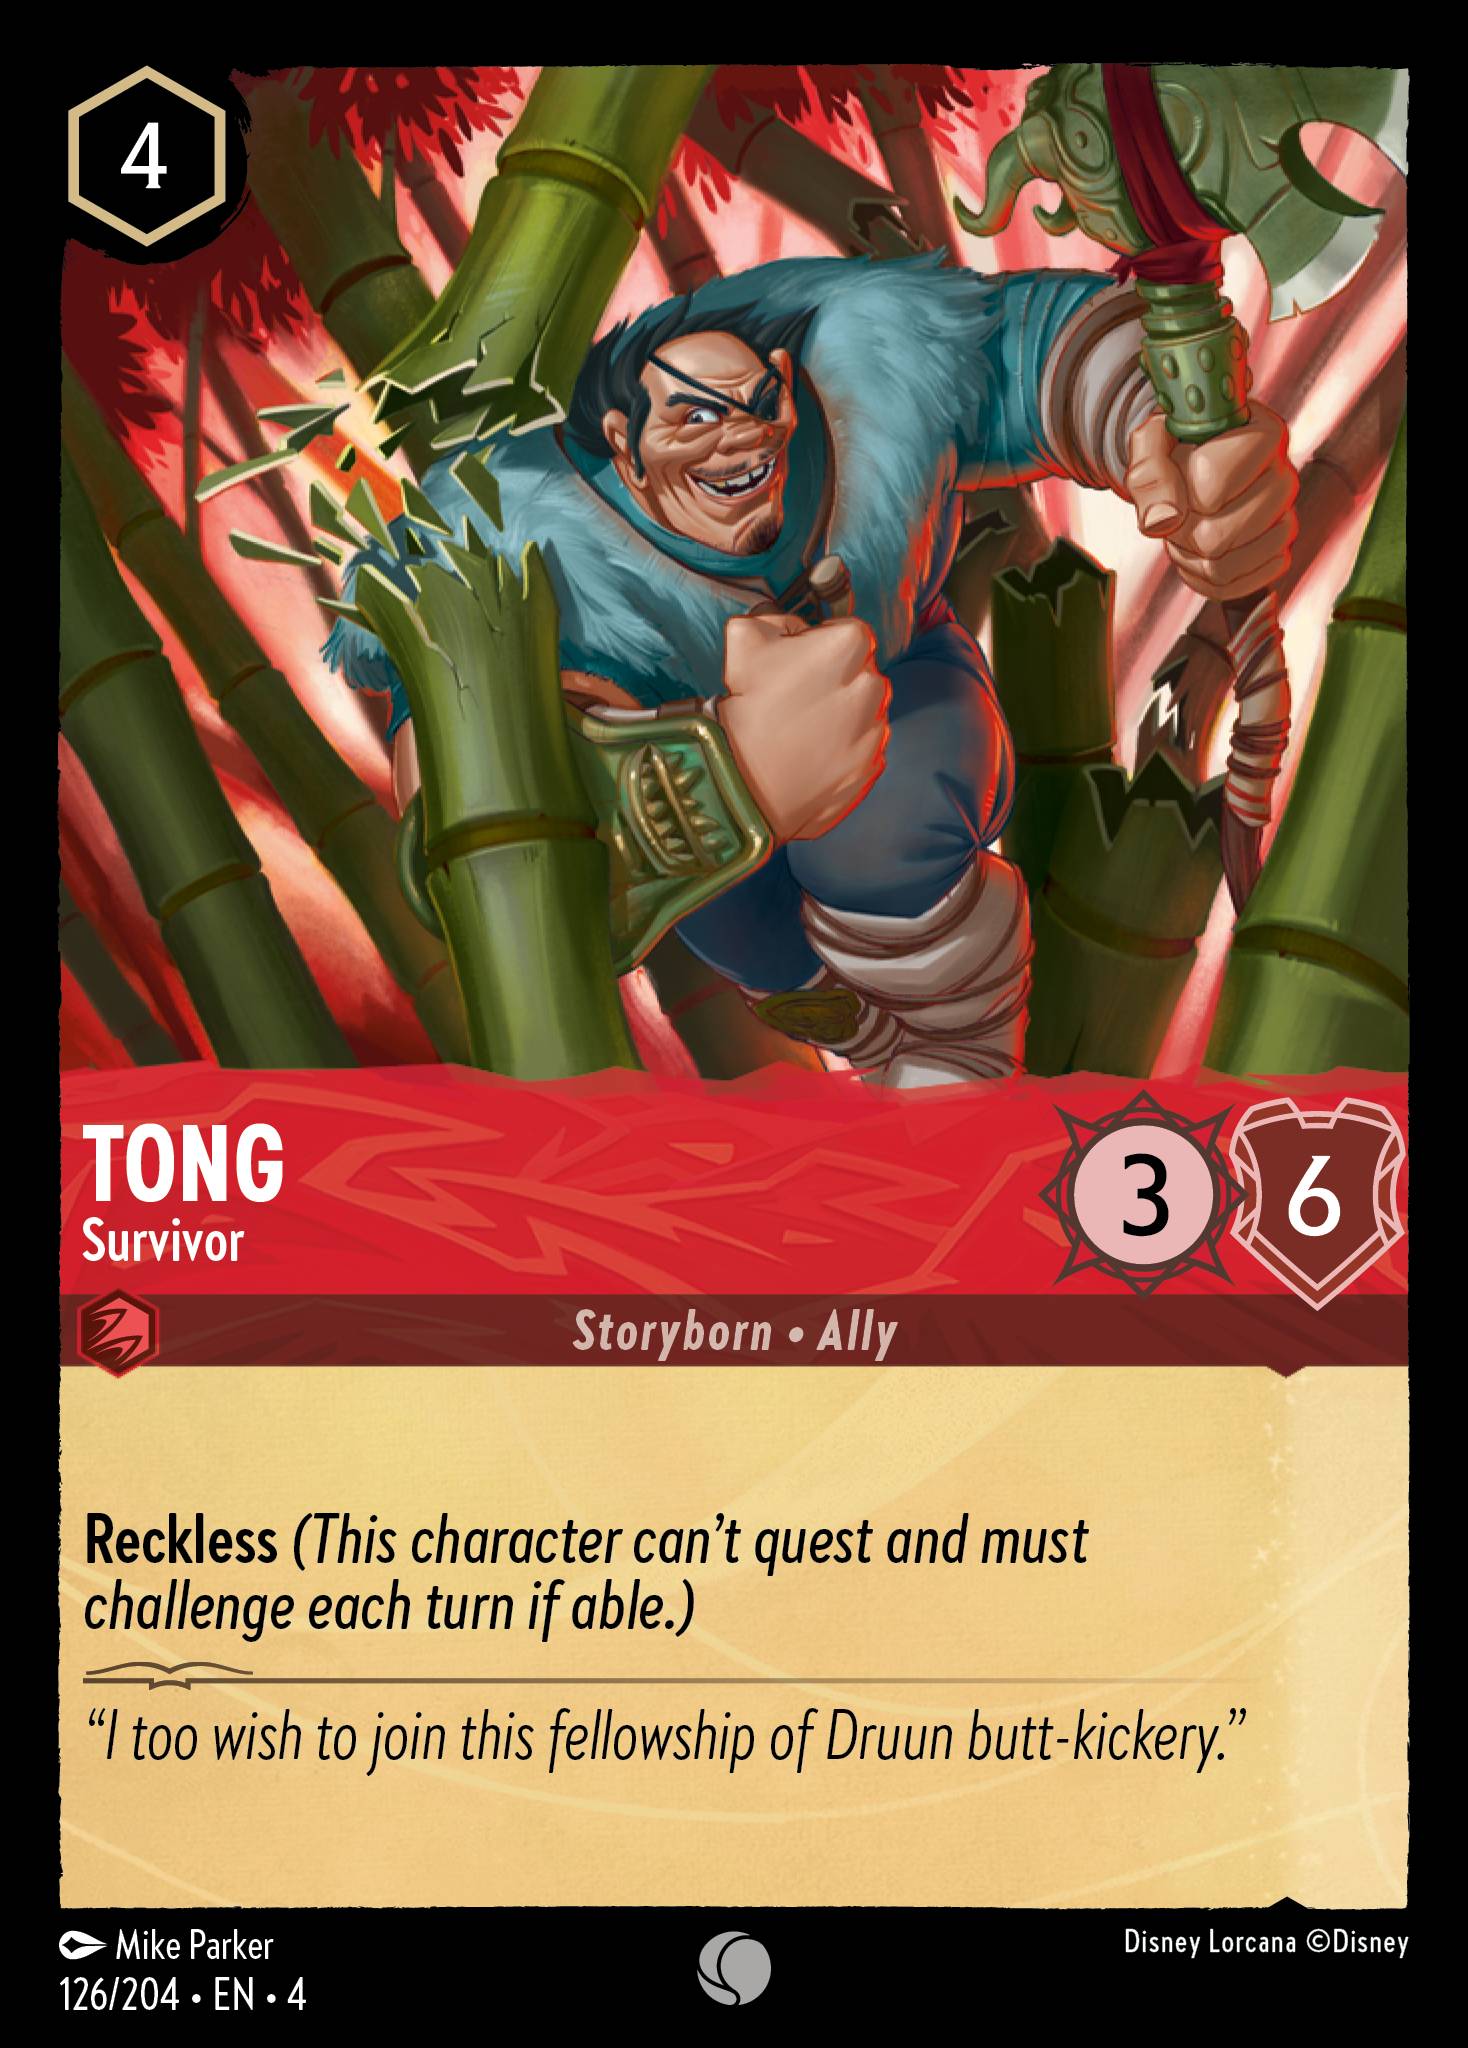 4
TONG
Survivor
3
6
Storyborn • Ally
Reckless (This character can’t quest and must
challenge each turn if able.)
“I too wish to join this fellowship of Druun butt-kickery.”
Mike Parker
Disney Lorcana ©Disney
126/204 • EN • 4